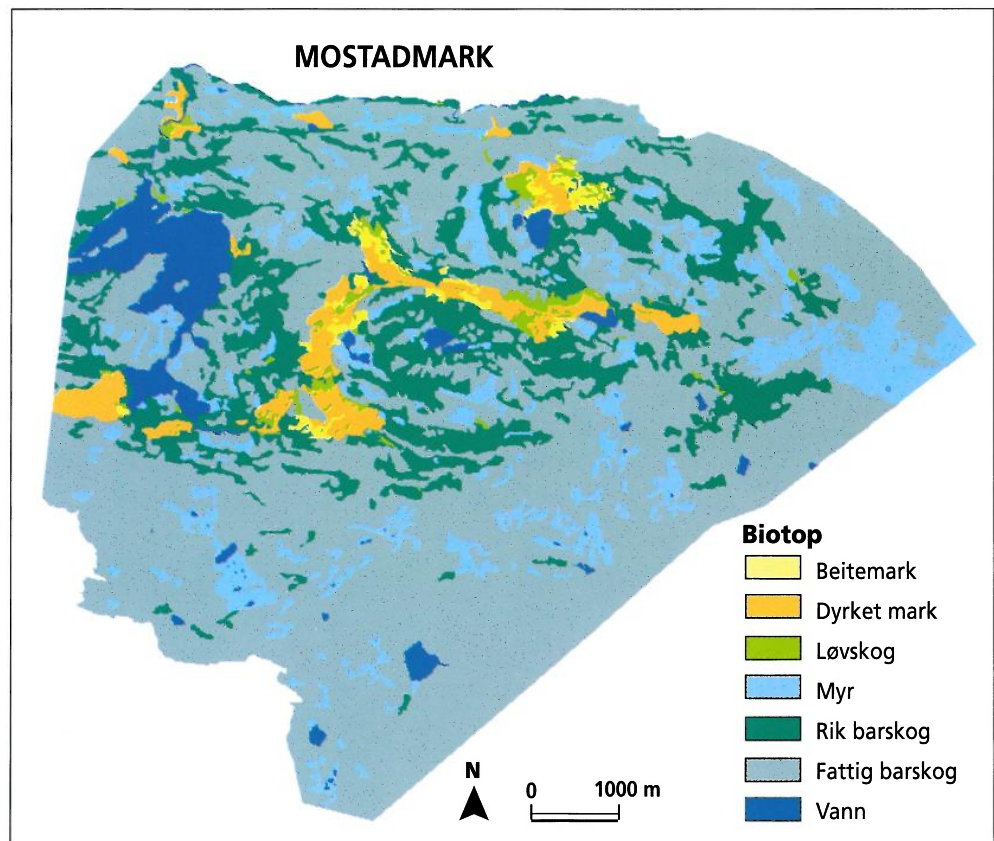 MOSTADMARK
Biotop
Beitemark
Dyrket mark
Løvskog
Myr
Rik barskog
Fattig barskog
Vann
N
0 1000 m